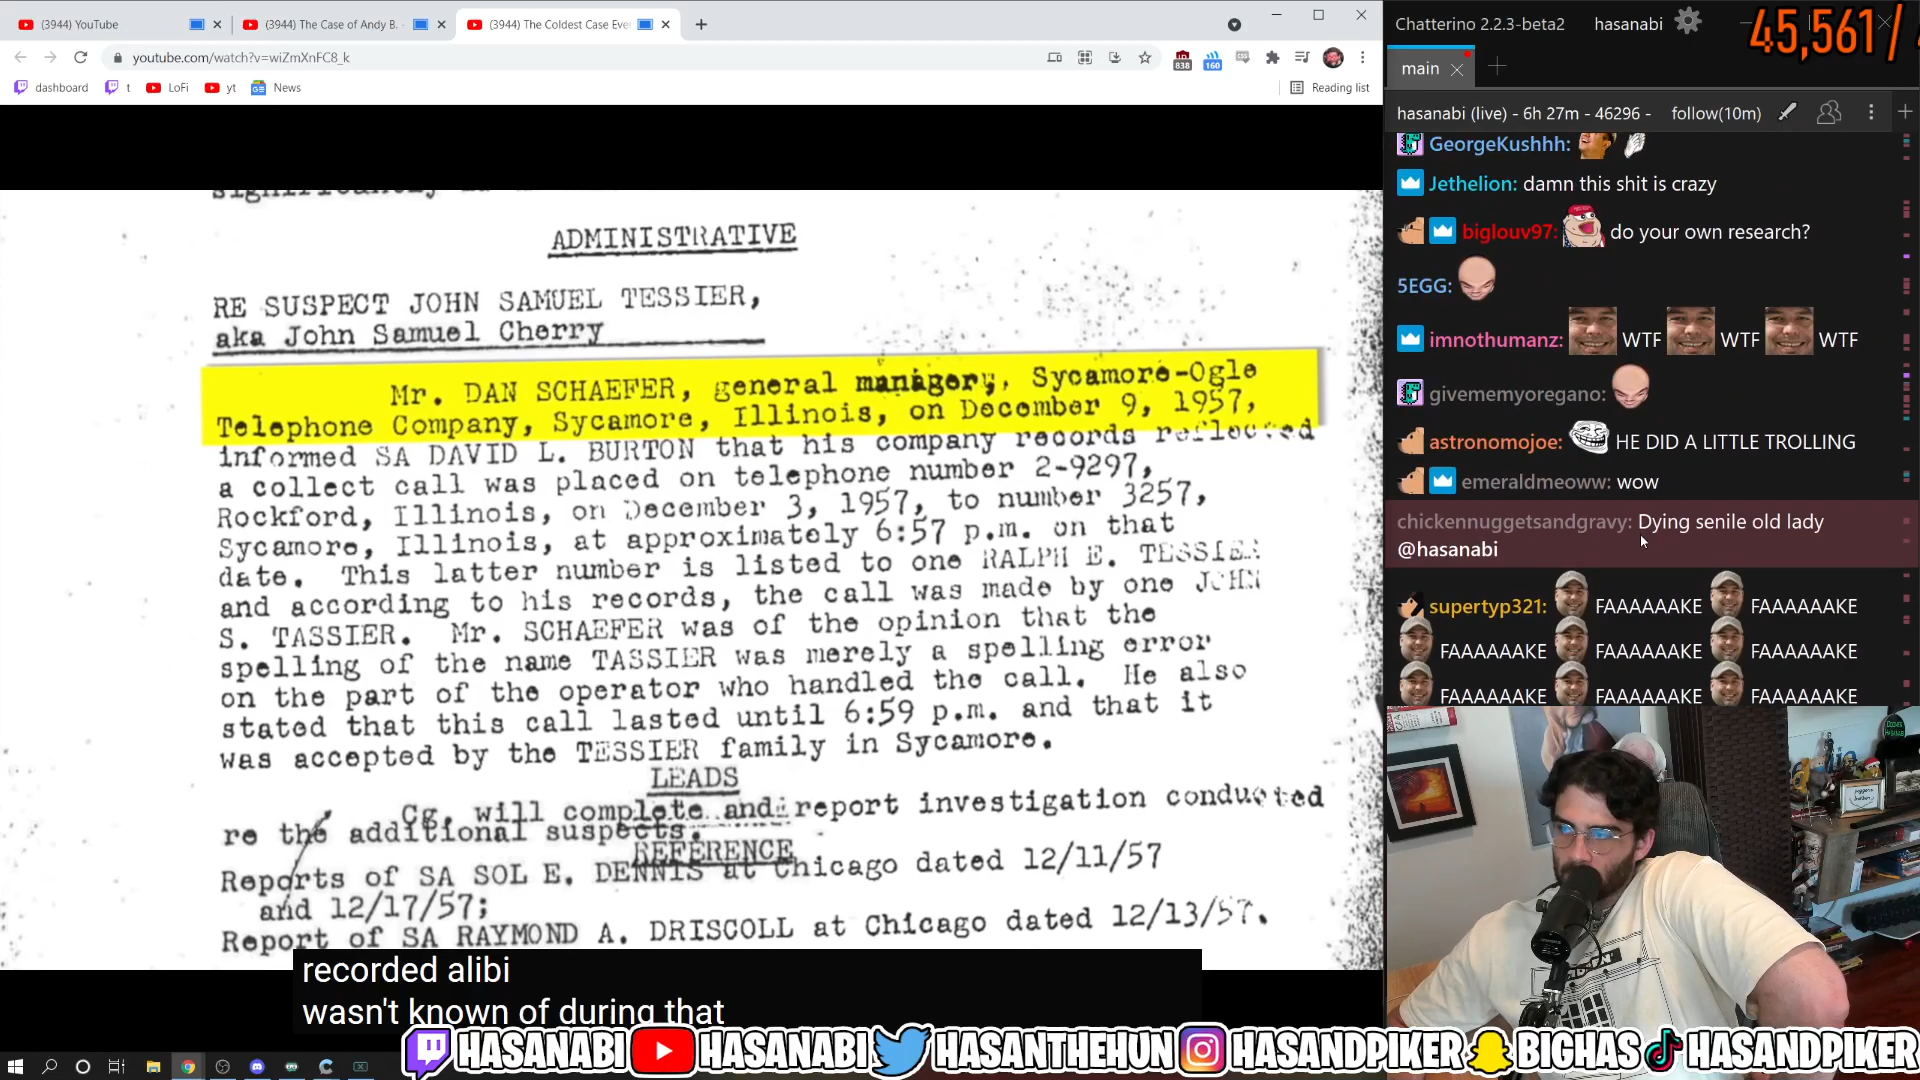 (3944) YouTube
(3944) The Case of Andy B.
(3944) The Coldest Case Eve
youtube.com/watch?v=wiZmXnFC8_k
838
160
dashboard
t
LoFi
yt
News
Reading list
ADMINISTRATIVE
RE SUSPECT JOHN SAMUEL TESSIER,
aka John Samuel Cherry
Mr. DAN SCHAEFER, general manager, Sycamore-Ogle
Telephone Company, Sycamore, Illinois, on December 9, 1957,
informed SA DAVID L. BURTON that his company records reflected
a collect call was placed on telephone number 2-9297,
Rockford, Illinois, on December 3, 1957, to number 3257,
Sycamore, Illinois, at approximately 6:57 p.m. on that
date. This latter number is listed to one RALPH E. TESSIER
and according to his records, the call was made by one JOHN
S. TASSIER. Mr. SCHAEFER was of the opinion that the
spelling of the name TASSIER was merely a spelling error
on the part of the operator who handled the call. He also
stated that this call lasted until 6:59 p.m. and that it
was accepted by the TESSIER family in Sycamore.
LEADS
Cg. will complete and report investigation conducted
re the additional suspects.
REFERENCE
Reports of SA SOL E. DENNIS at Chicago dated 12/11/57
and 12/17/57;
Report of SA RAYMOND A. DRISCOLL at Chicago dated 12/13/57.
recorded alibi
wasn't known of during that
Chatterino 2.2.3-beta2
hasanabi
45,561/
main
hasanabi (live) - 6h 27m - 46296 -
follow(10m)
GeorgeKushhh:
Jethelion: damn this shit is crazy
biglouv97: do your own research?
5EGG:
imnothumanz: WTF WTF WTF
givememyoregano:
astronomojoe: HE DID A LITTLE TROLLING
emeraldmeoww: wow
chickennuggetsandgravy: Dying senile old lady
@hasanabi
supertyp321: FAAAAAAKE FAAAAAAKE
FAAAAAAKE FAAAAAAKE FAAAAAAKE
FAAAAAAKE FAAAAAAKE FAAAAAAKE
HASANABI HASANABI HASANTHEHUN HASANDPIKER BIGHAS HASANDPIKER